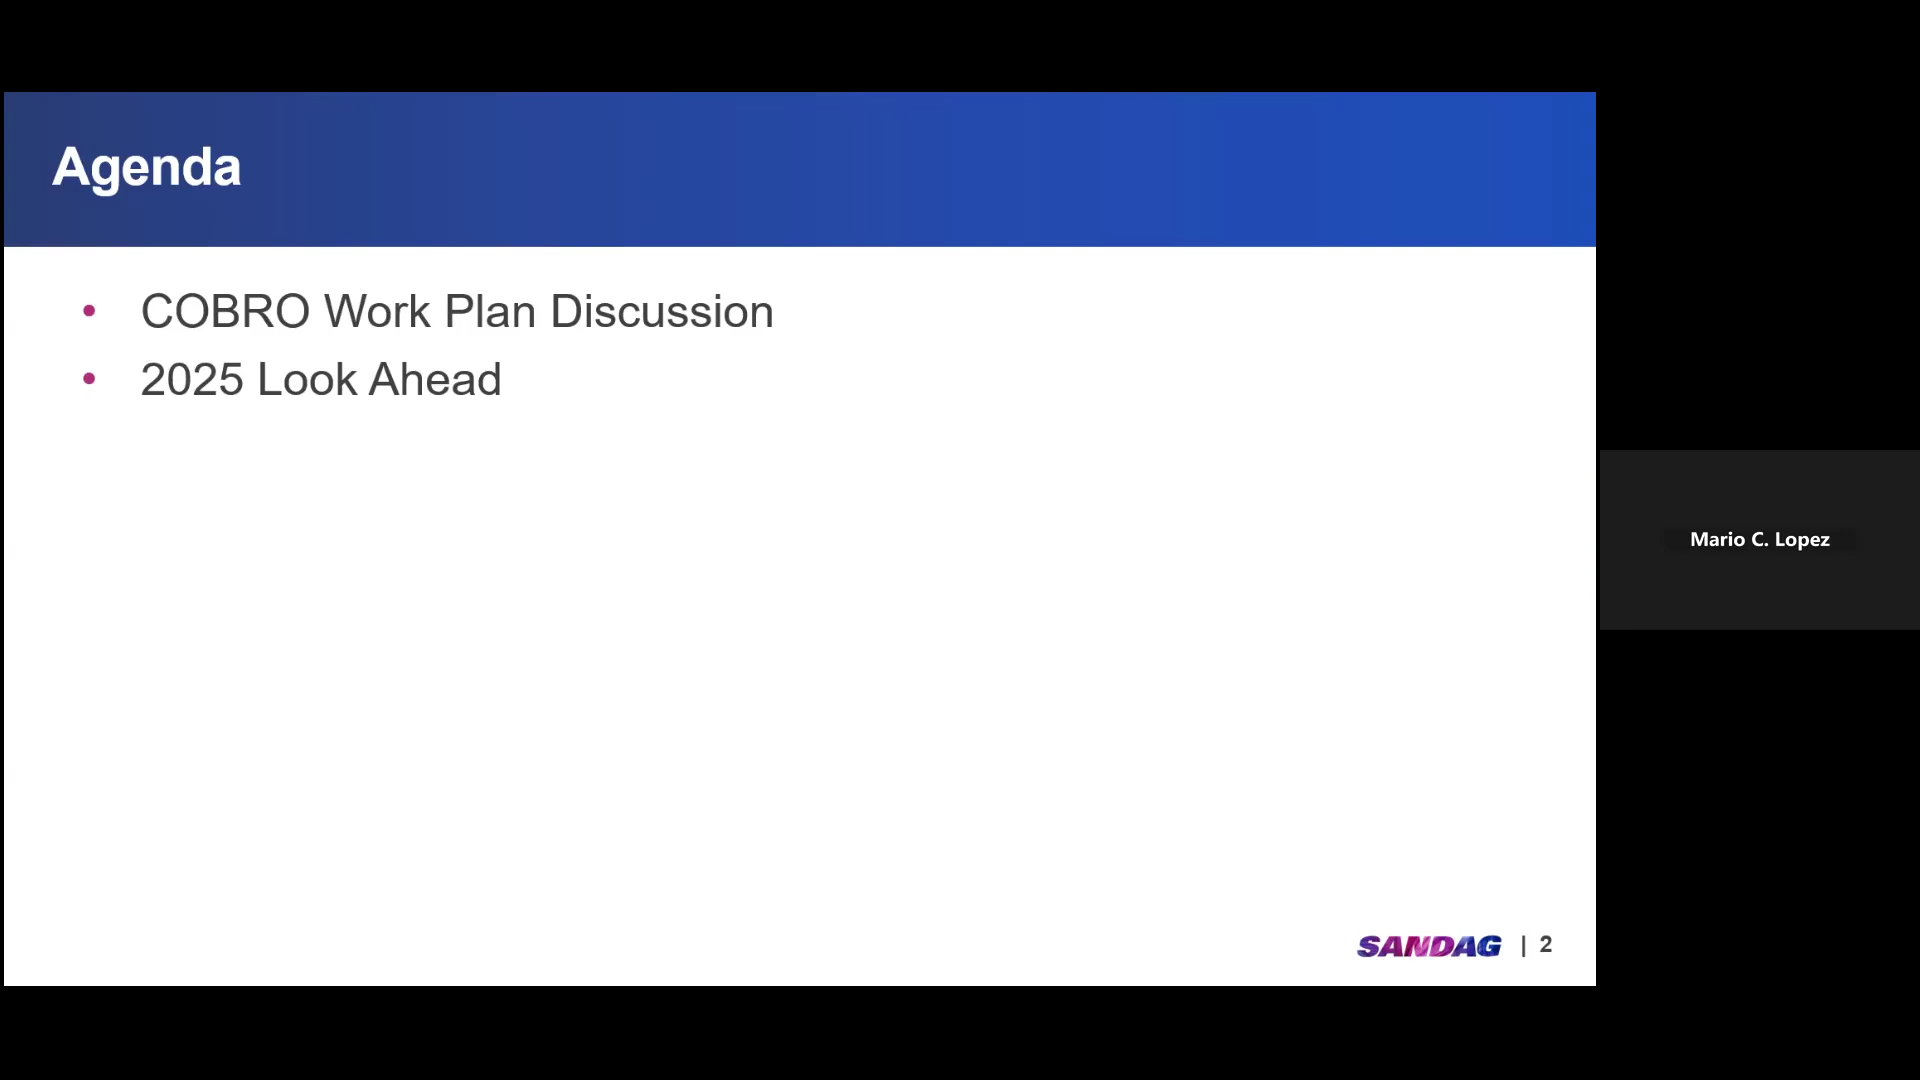 Agenda
• COBRO Work Plan Discussion
• 2025 Look Ahead
Mario C. Lopez
SANDAG | 2